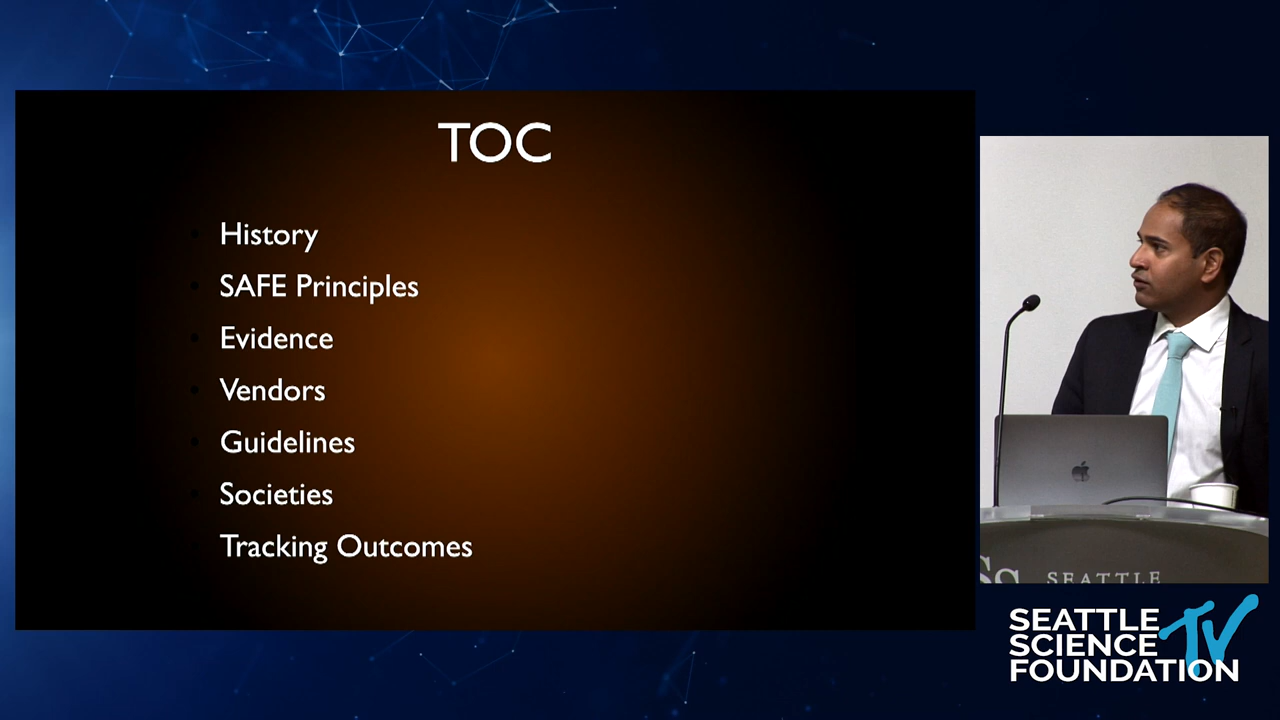 TOC
History
SAFE Principles
Evidence
Vendors
Guidelines
Societies
Tracking Outcomes
SEATTLE
SEATTLE
SCIENCE
FOUNDATION
TV